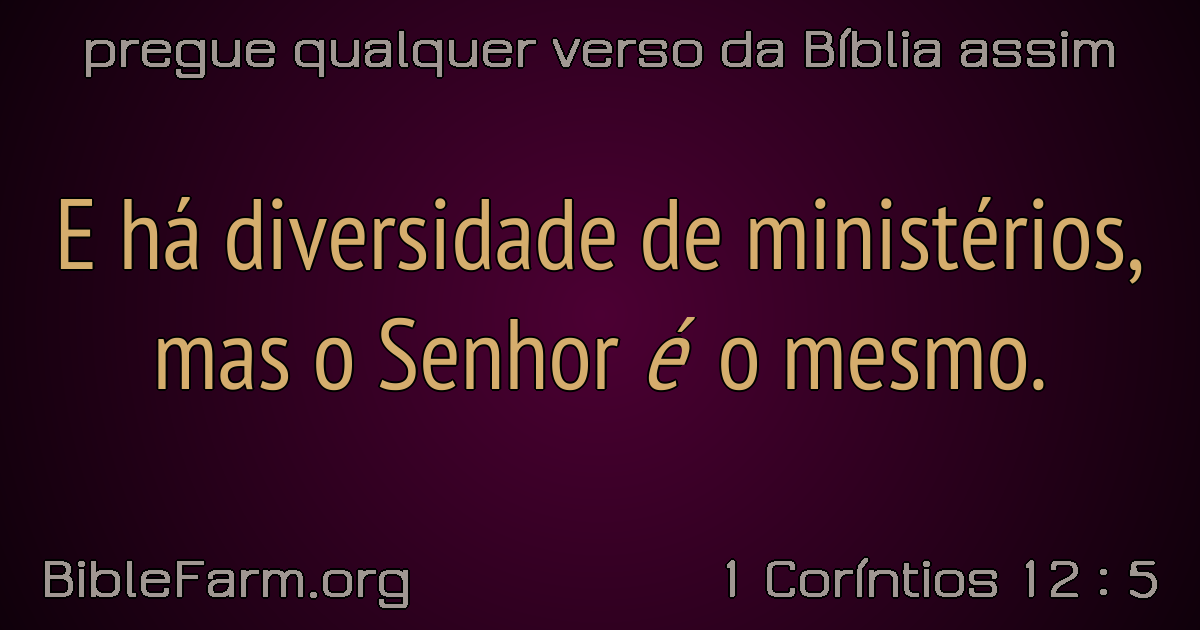 pregue qualquer verso da Bíblia assim
E há diversidade de ministérios,
mas o Senhor é o mesmo.
BibleFarm.org
1 Coríntios 12 : 5